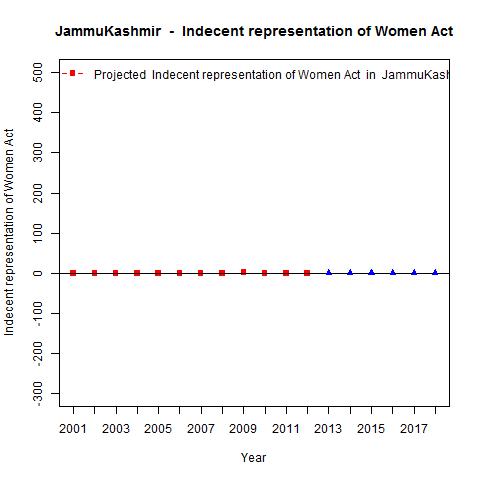 JammuKashmir - Indecent representation of Women Act
Projected Indecent representation of Women Act in JammuKash
Indecent representation of Women Act
500
400
300
200
100
0
-100
-200
-300
2001 2003 2005 2007 2009 2011 2013 2015 2017
Year